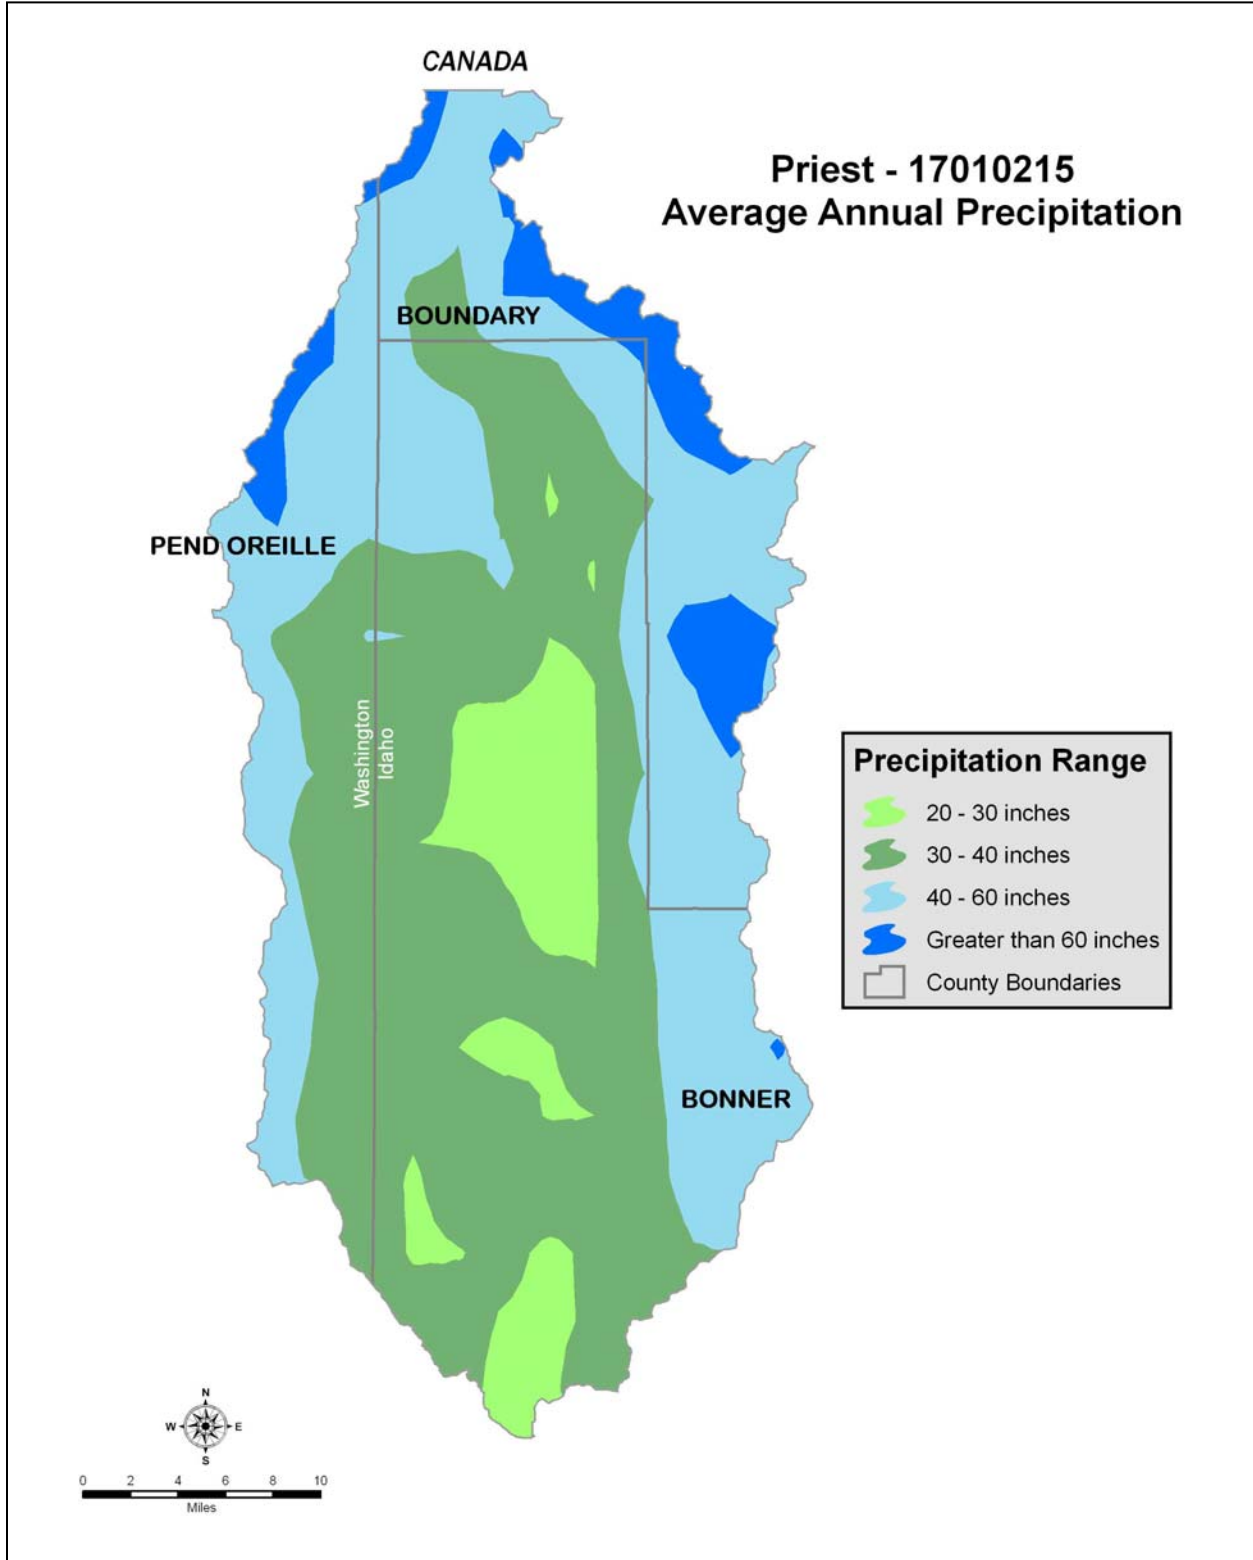 CANADA
Priest - 17010215
Average Annual Precipitation
BOUNDARY
PEND OREILLE
Washington
Idaho
Precipitation Range
20 - 30 inches
30 - 40 inches
40 - 60 inches
Greater than 60 inches
County Boundaries
BONNER
N
W E
S
0 2 4 6 8 10
Miles